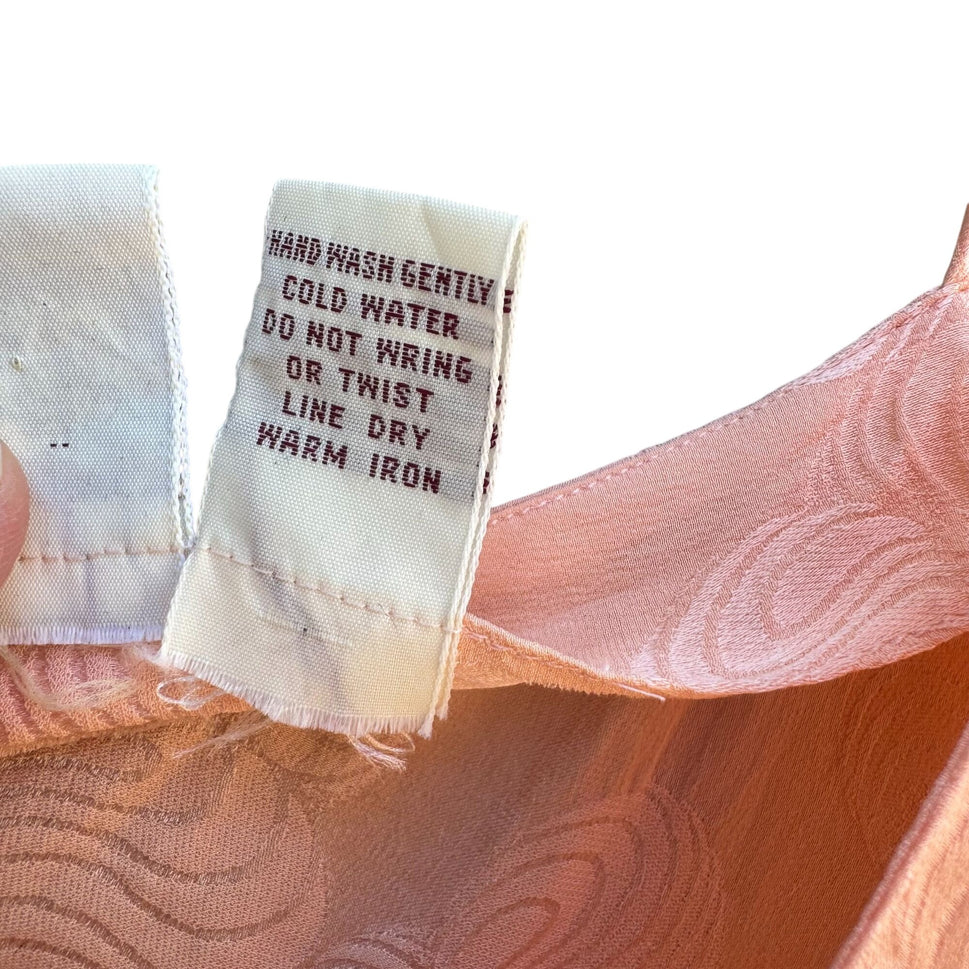 HAND WASH GENTLY
COLD WATER
DO NOT WRING
OR TWIST
LINE DRY
WARM IRON